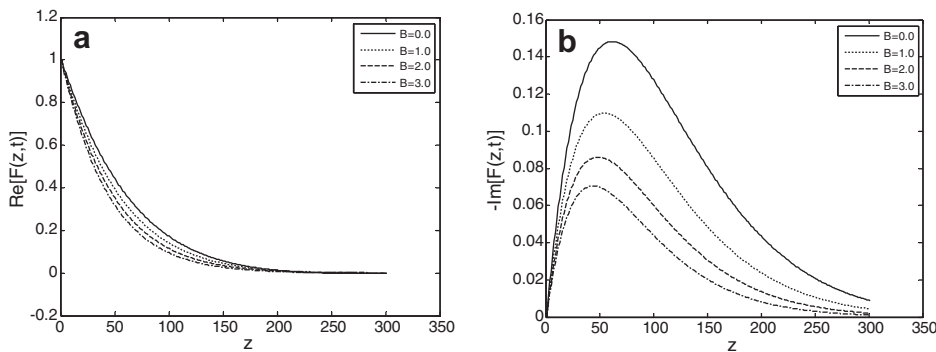 a
Re[F(z,t)]
1.2
1
0.8
0.6
0.4
0.2
0
-0.2
0 50 100 150 200 250 300 350
z
B=0.0
B=1.0
B=2.0
B=3.0
b
-Im[F(z,t)]
0.16
0.14
0.12
0.1
0.08
0.06
0.04
0.02
0
0 50 100 150 200 250 300 350
z
B=0.0
B=1.0
B=2.0
B=3.0